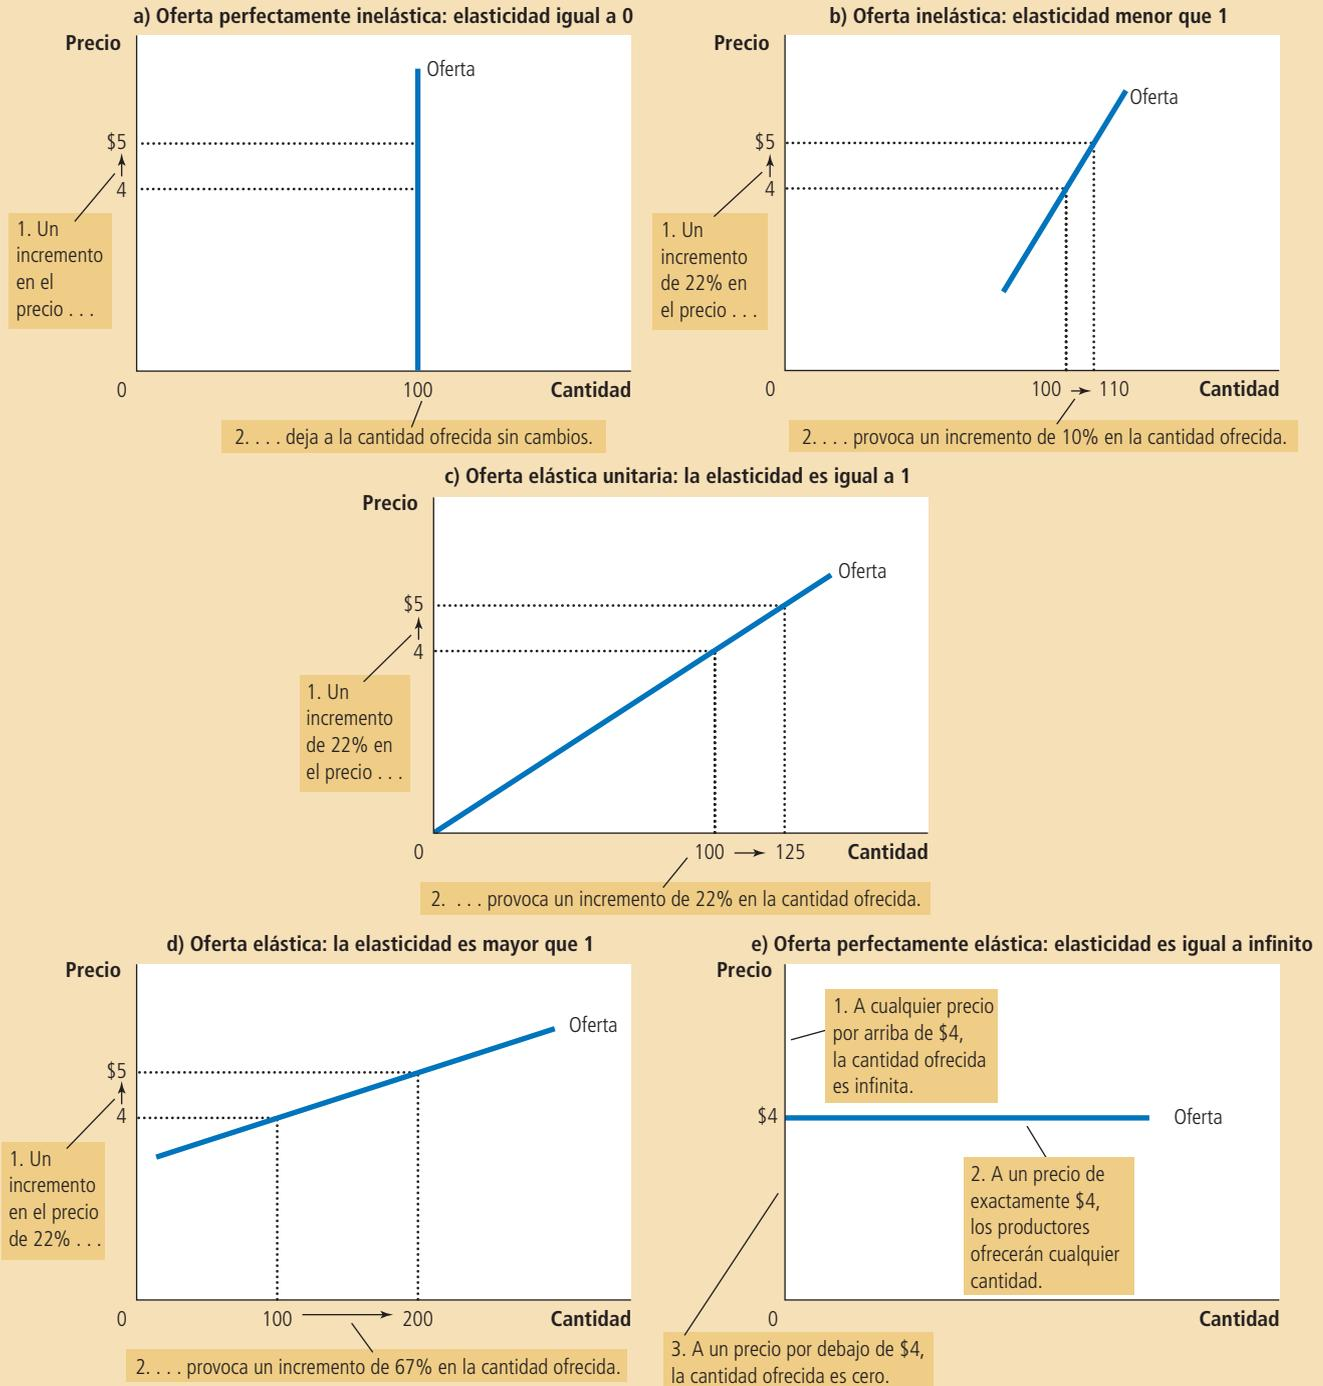 a) Oferta perfectamente inelástica: elasticidad igual a 0
Precio
Oferta
$5
4
1. Un
incremento
en el
precio . . .
0
100
Cantidad
2. . . . deja a la cantidad ofrecida sin cambios.
b) Oferta inelástica: elasticidad menor que 1
Precio
Oferta
$5
4
1. Un
incremento
de 22% en
el precio . . .
0
100
110
Cantidad
2. . . . provoca un incremento de 10% en la cantidad ofrecida.
c) Oferta elástica unitaria: la elasticidad es igual a 1
Precio
Oferta
$5
4
1. Un
incremento
de 22% en
el precio . . .
0
100
125
Cantidad
2. . . . provoca un incremento de 22% en la cantidad ofrecida.
d) Oferta elástica: la elasticidad es mayor que 1
Precio
Oferta
$5
4
1. Un
incremento
en el precio
de 22% . . .
0
100
200
Cantidad
2. . . . provoca un incremento de 67% en la cantidad ofrecida.
e) Oferta perfectamente elástica: elasticidad es igual a infinito
Precio
1. A cualquier precio
por arriba de $4,
la cantidad ofrecida
es infinita.
$4
Oferta
2. A un precio de
exactamente $4,
los productores
ofrecerán cualquier
cantidad.
0
Cantidad
3. A un precio por debajo de $4,
la cantidad ofrecida es cero.